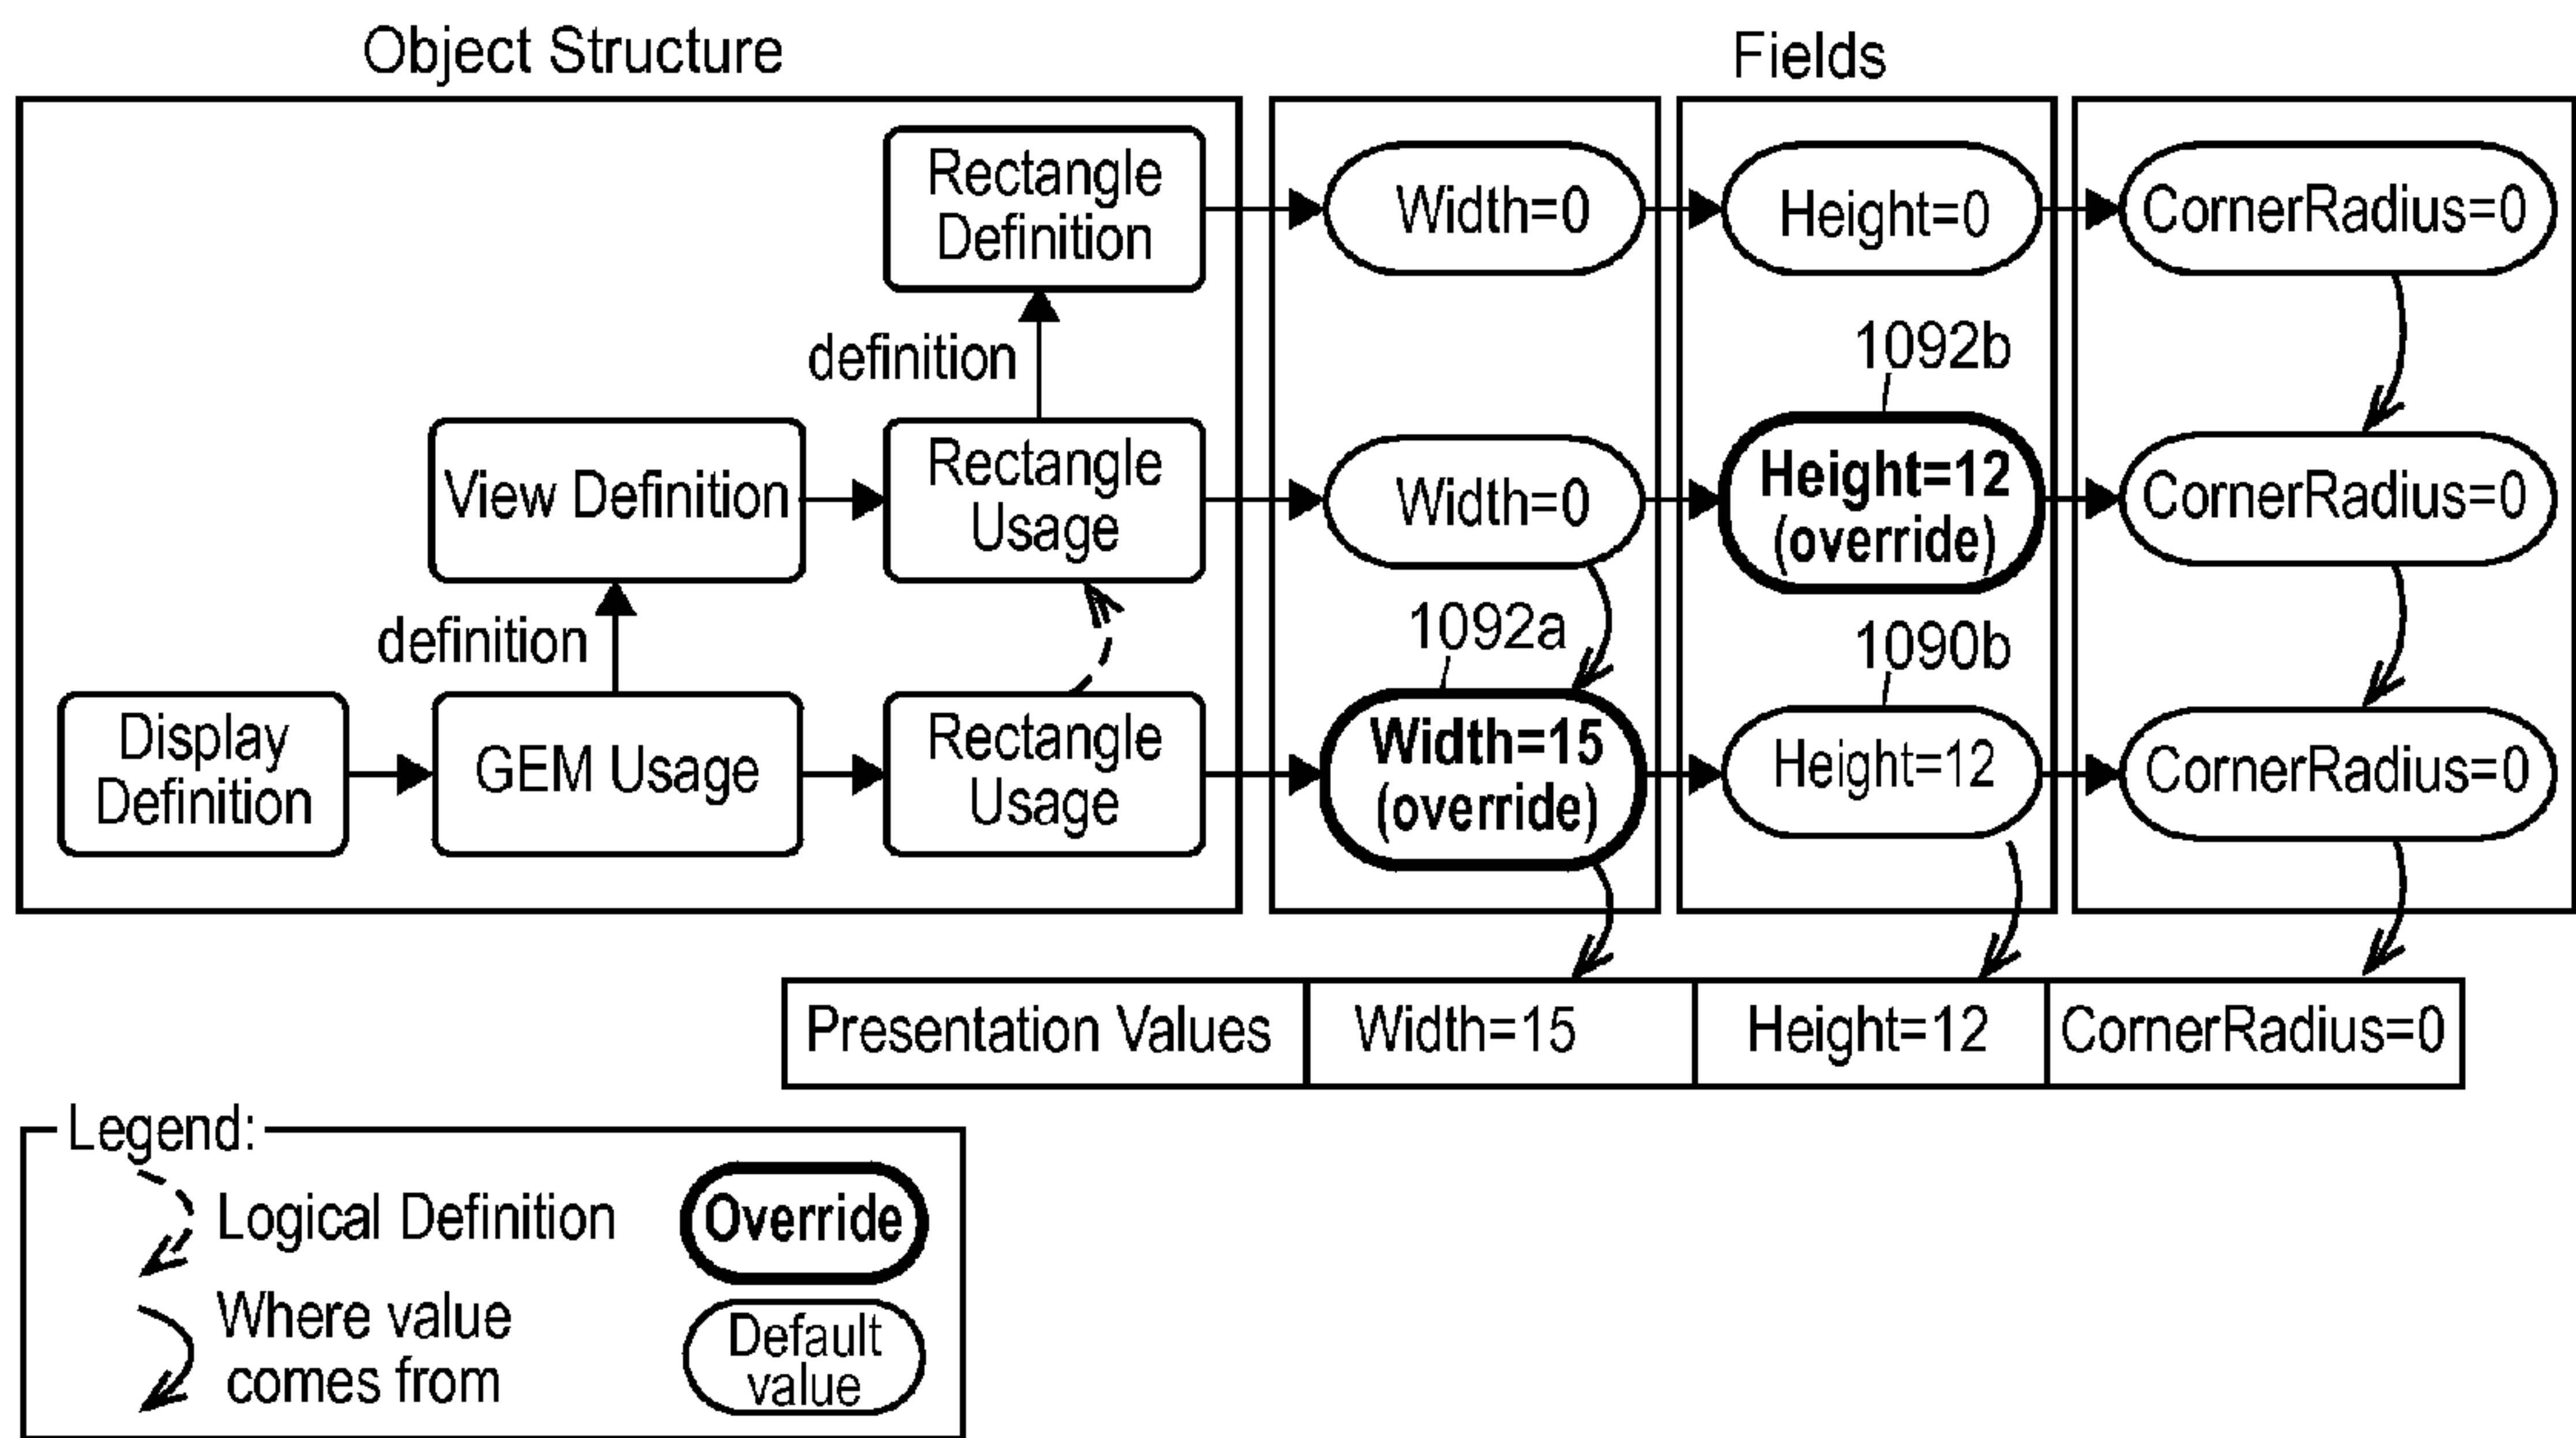 Object Structure
Fields
Rectangle
Definition
Width=0
Height=0
CornerRadius=0
definition
1092b
View Definition
Rectangle
Usage
Width=0
Height=12
(override)
CornerRadius=0
definition
1092a
1090b
Display
Definition
GEM Usage
Rectangle
Usage
Width=15
(override)
Height=12
CornerRadius=0
Presentation Values
Width=15
Height=12
CornerRadius=0
Legend:
Logical Definition
Override
Where value
comes from
Default
value